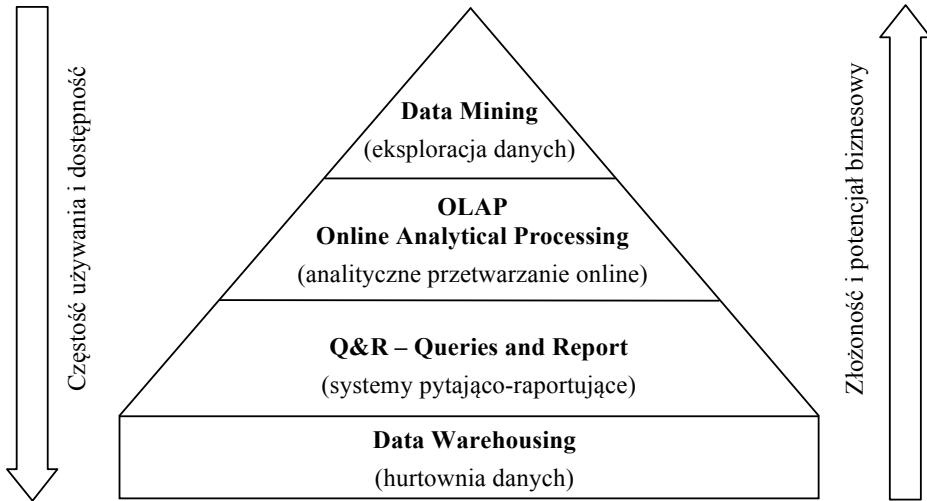 Częstość używania i dostępność
Data Mining
(eksploracja danych)
OLAP
Online Analytical Processing
(analityczne przetwarzanie online)
Q&R – Queries and Report
(systemy pytająco-raportujące)
Data Warehousing
(hurtownia danych)
Złożoność i potencjał biznesowy